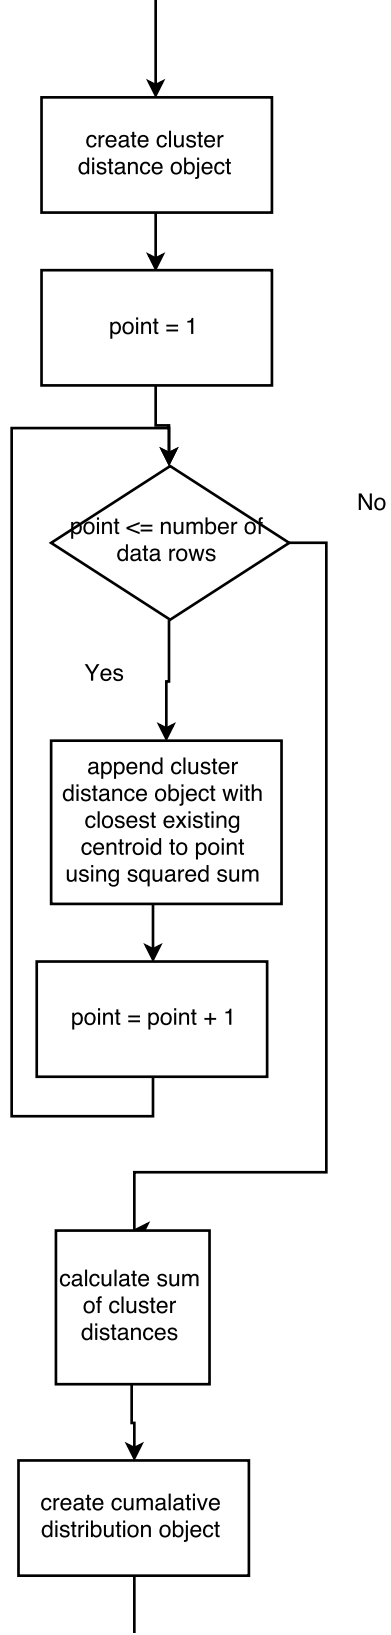 create cluster
distance object
point = 1
point <= number of
data rows
No
Yes
append cluster
distance object with
closest existing
centroid to point
using squared sum
point = point + 1
calculate sum
of cluster
distances
create cumalative
distribution object